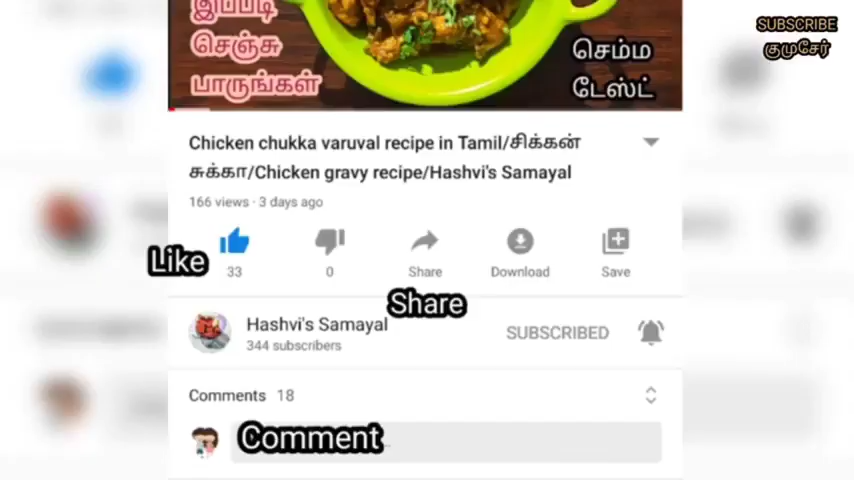 இப்படி
செஞ்சு
பாருங்கள்
செம்ம
டேஸ்ட்
SUBSCRIBE
குமுசேர்
Chicken chukka varuval recipe in Tamil/சிக்கன்
சுக்கா/Chicken gravy recipe/Hashvi's Samayal
166 views · 3 days ago
Like
33
0
Share
Download
Save
Share
Hashvi's Samayal
344 subscribers
SUBSCRIBED
Comments 18
Comment